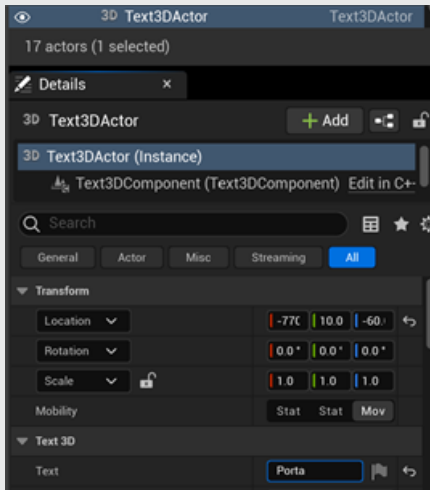 3D Text3DActor Text3DActor
17 actors (1 selected)
Details ×
3D Text3DActor + Add
3D Text3DActor (Instance)
Text3DComponent (Text3DComponent) Edit in C+
Search
General Actor Misc Streaming All
Transform
Location -770 10.0 -60.
Rotation 0.0° 0.0° 0.0°
Scale 1.0 1.0 1.0
Mobility Stat Stat Mov
Text 3D
Text Porta